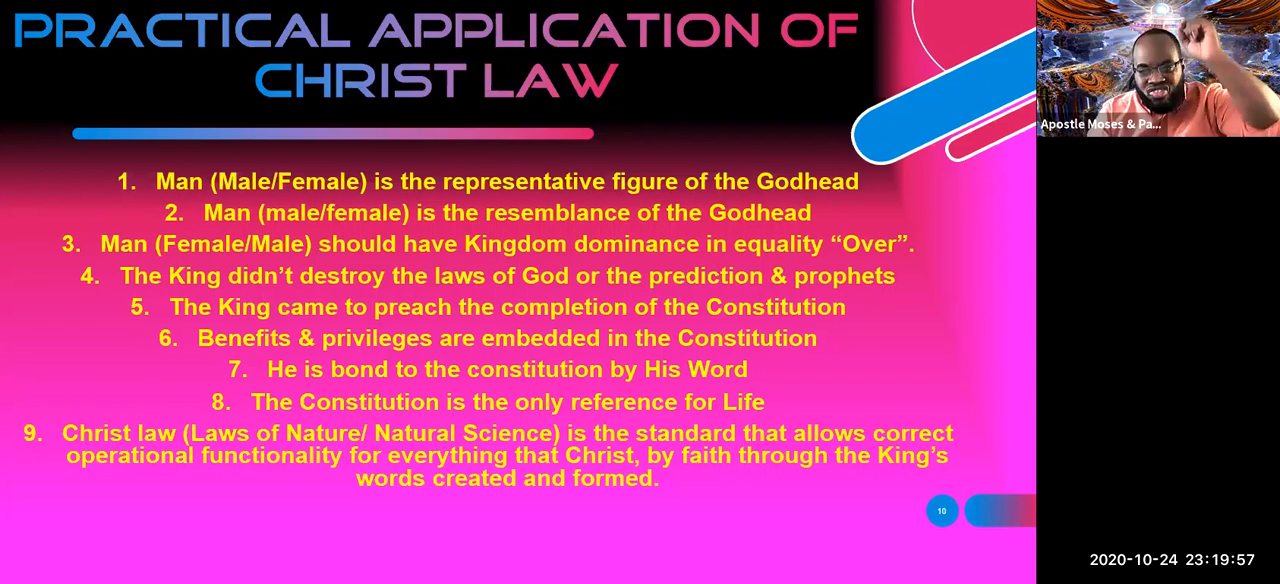 PRACTICAL APPLICATION OF
CHRIST LAW
1. Man (Male/Female) is the representative figure of the Godhead
2. Man (male/female) is the resemblance of the Godhead
3. Man (Female/Male) should have Kingdom dominance in equality “Over”.
4. The King didn’t destroy the laws of God or the prediction & prophets
5. The King came to preach the completion of the Constitution
6. Benefits & privileges are embedded in the Constitution
7. He is bond to the constitution by His Word
8. The Constitution is the only reference for Life
9. Christ law (Laws of Nature/ Natural Science) is the standard that allows correct
operational functionality for everything that Christ, by faith through the King’s
words created and formed.
10
Apostle Moses & Pa...
2020-10-24 23:19:57